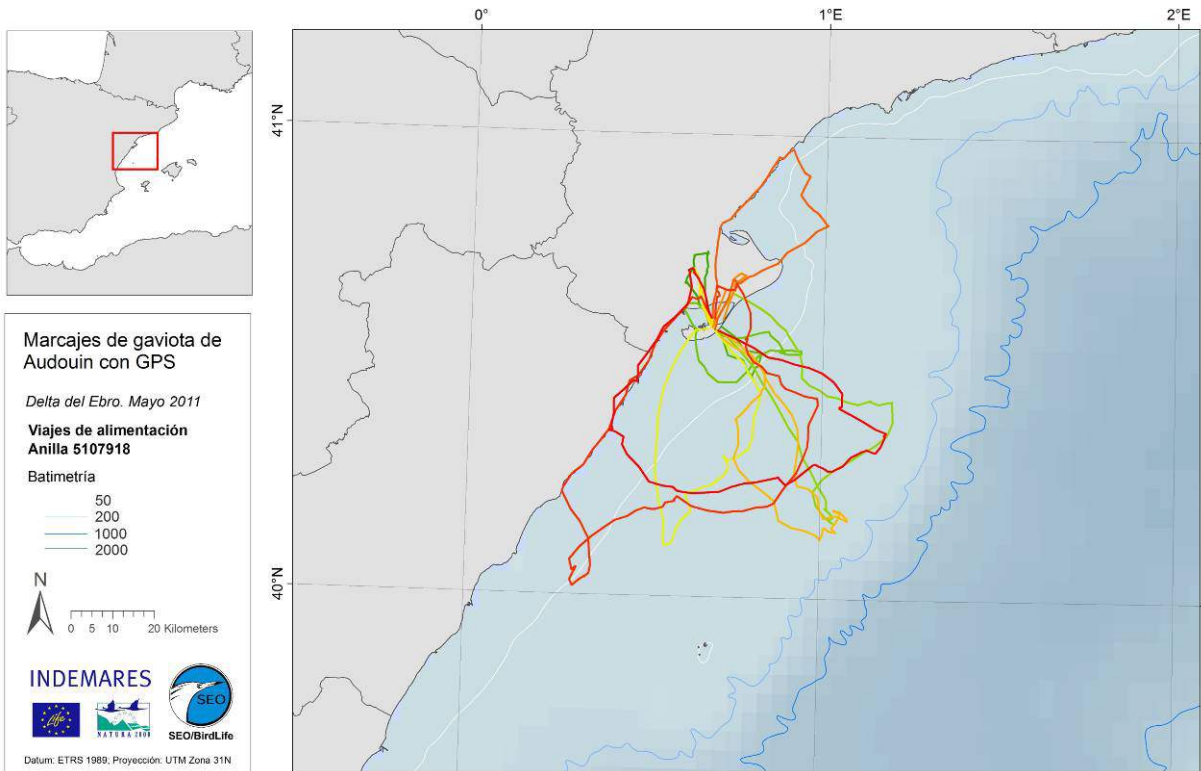 0°
1°E
2°E
41°N
40°N
Marcajes de gaviota de
Audouin con GPS
Delta del Ebro. Mayo 2011
Viajes de alimentación
Anilla 5107918
Batimetría
50
200
1000
2000
N
0 5 10 20 Kilometers
INDEMARES
Life
NATURA 2000
SEO
SEO/BirdLife
Datum: ETRS 1989; Proyección: UTM Zona 31N